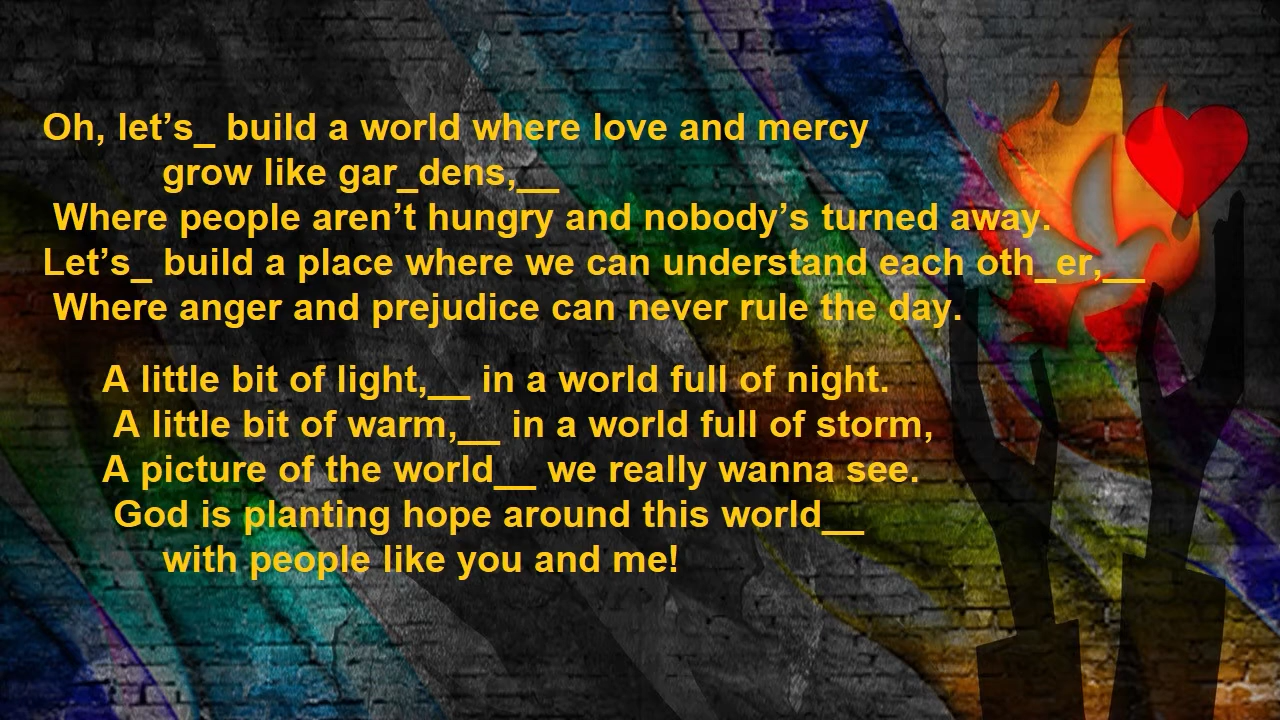 Oh, let’s_ build a world where love and mercy
grow like gar_dens,__
Where people aren’t hungry and nobody’s turned away.
Let’s_ build a place where we can understand each oth_er,__
Where anger and prejudice can never rule the day.
A little bit of light,__ in a world full of night.
A little bit of warm,__ in a world full of storm,
A picture of the world__ we really wanna see.
God is planting hope around this world__
with people like you and me!